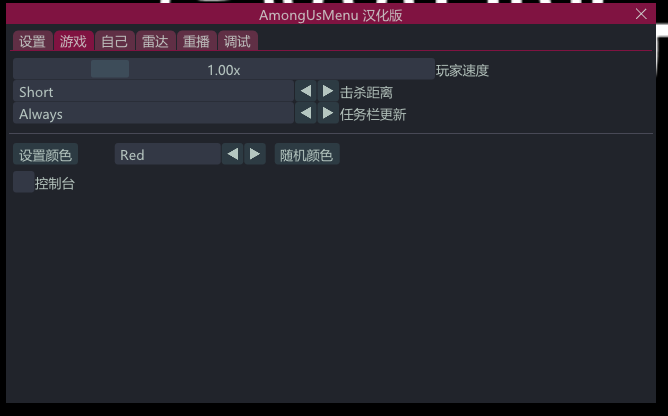 AmongUsMenu 汉化版
设置 游戏 自己 雷达 重播 调试
1.00x 玩家速度
Short 击杀距离
Always 任务栏更新
设置颜色 Red 随机颜色
控制台